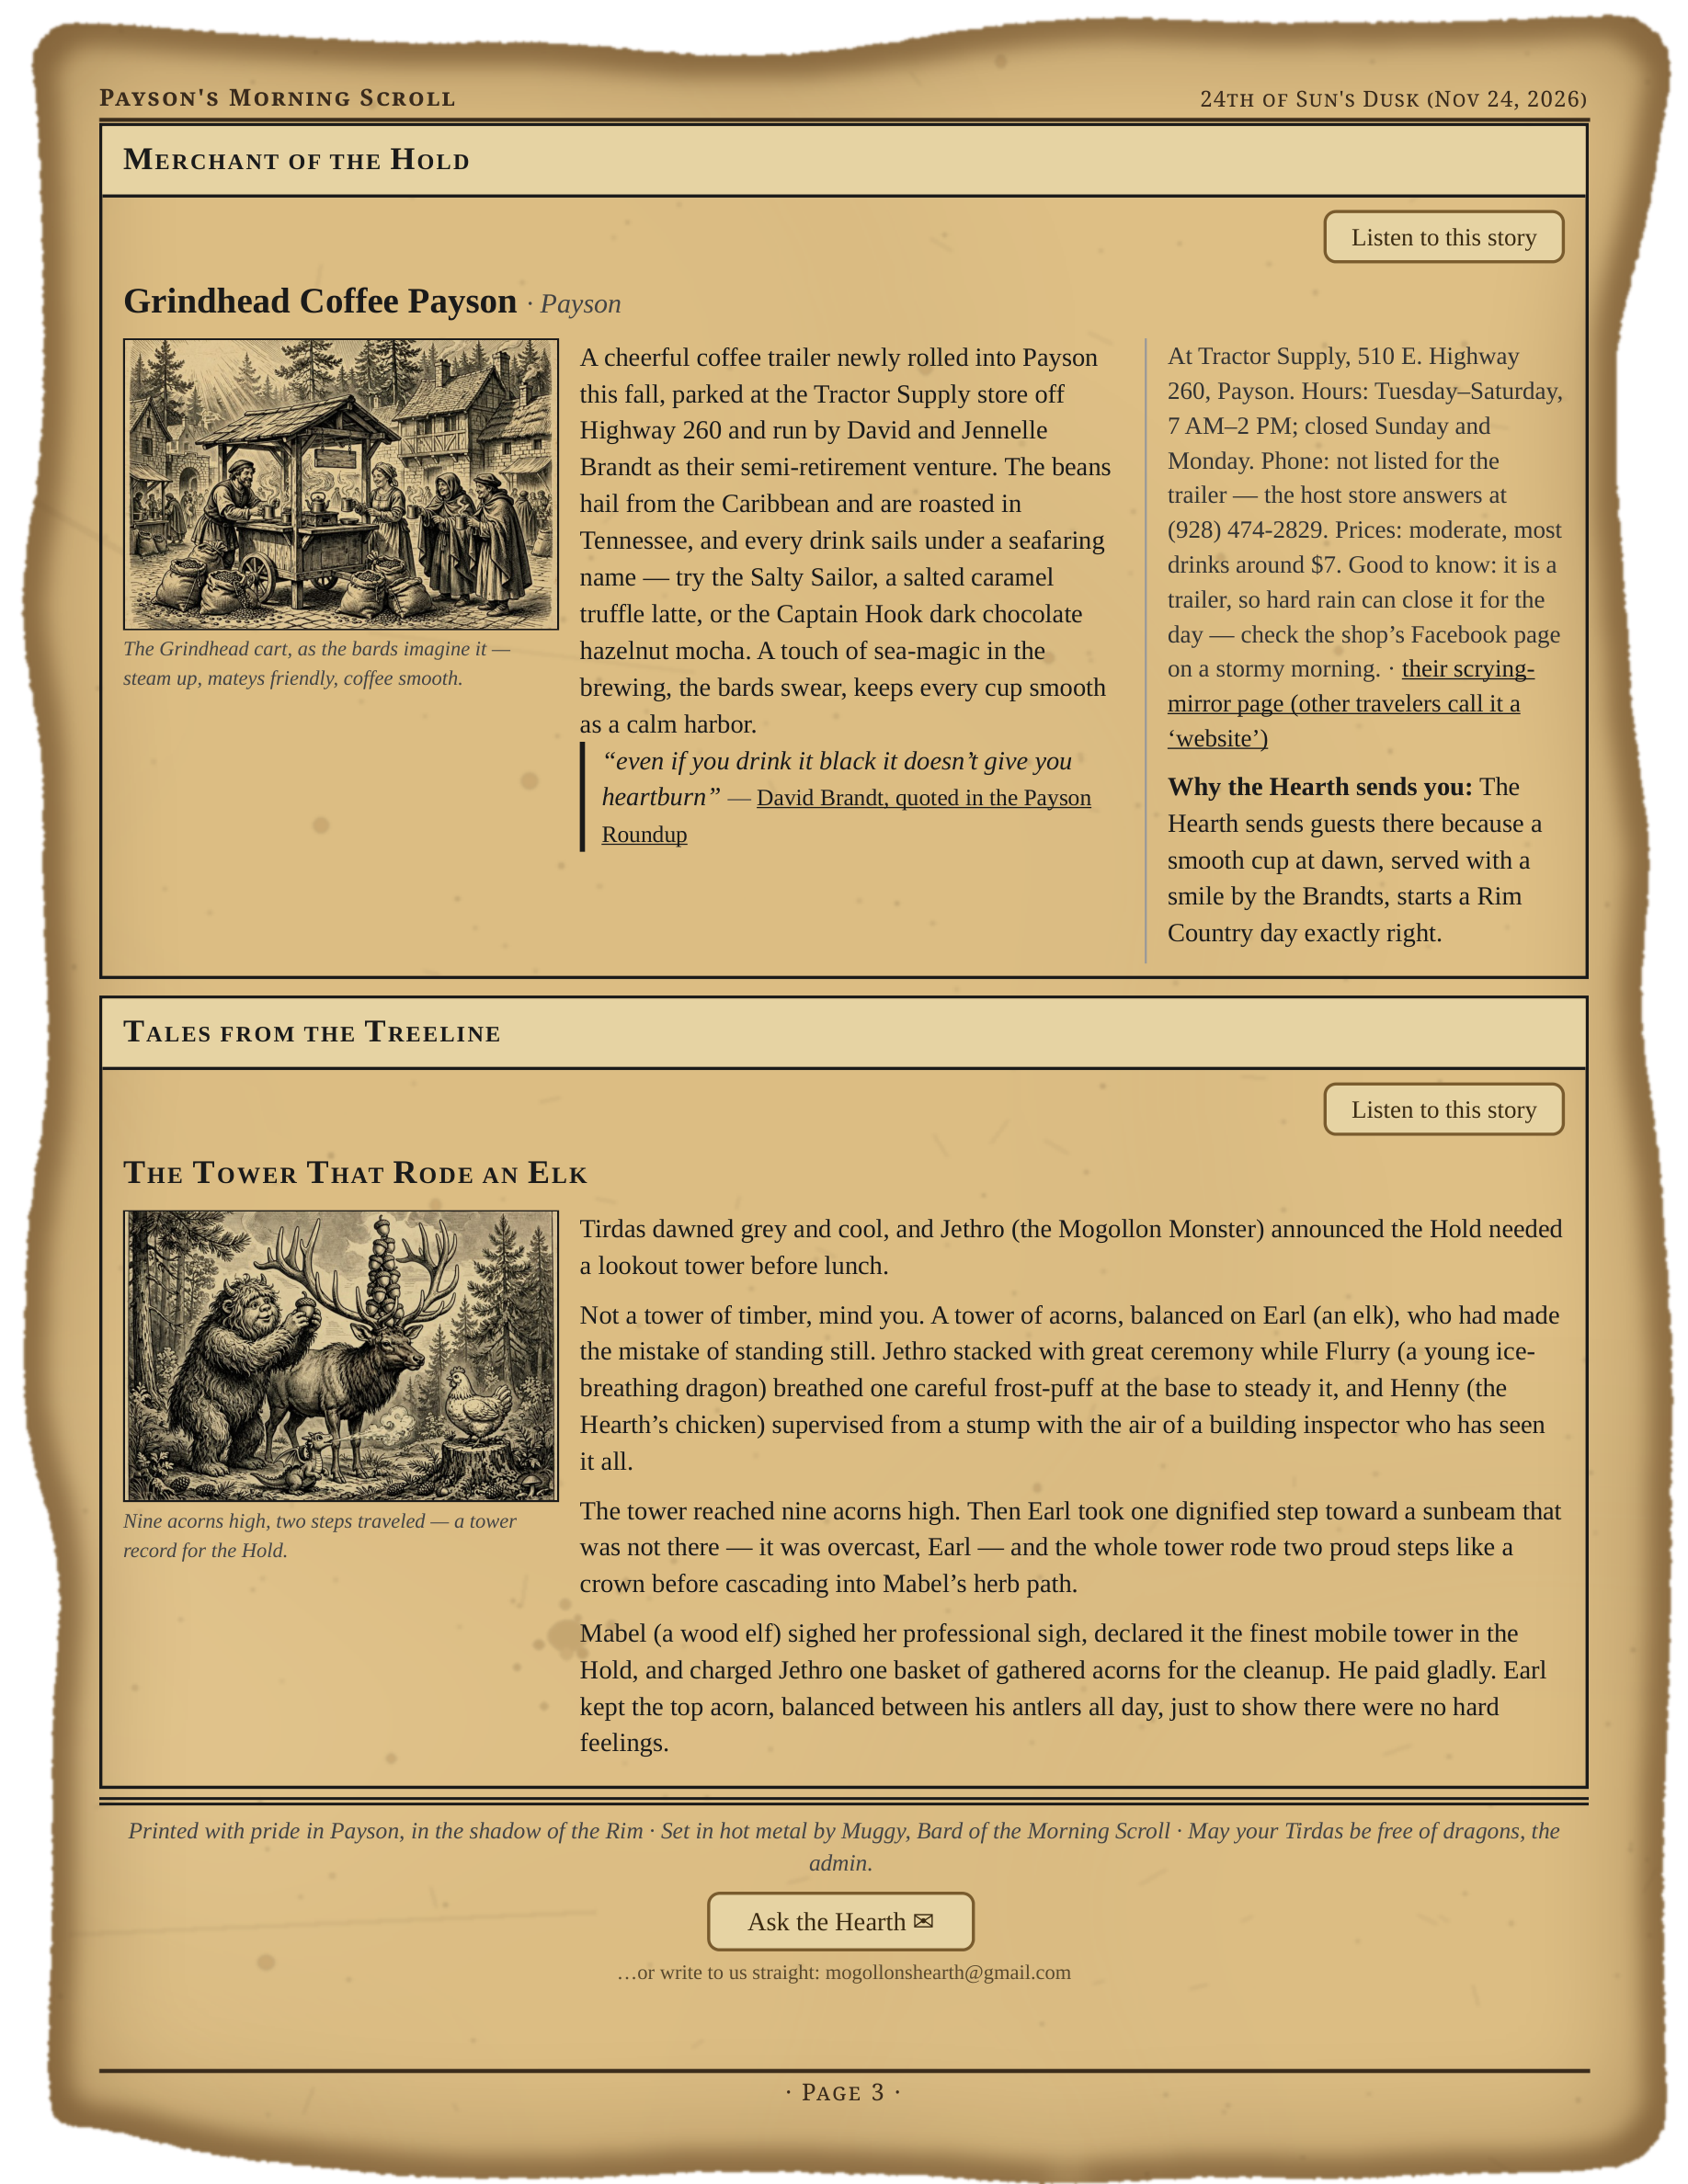 Payson's Morning Scroll
24th of Sun's Dusk (Nov 24, 2026)
Merchant of the Hold
Listen to this story
Grindhead Coffee Payson · Payson
The Grindhead cart, as the bards imagine it —
steam up, mateys friendly, coffee smooth.
A cheerful coffee trailer newly rolled into Payson
this fall, parked at the Tractor Supply store off
Highway 260 and run by David and Jennelle
Brandt as their semi-retirement venture. The beans
hail from the Caribbean and are roasted in
Tennessee, and every drink sails under a seafaring
name — try the Salty Sailor, a salted caramel
truffle latte, or the Captain Hook dark chocolate
hazelnut mocha. A touch of sea-magic in the
brewing, the bards swear, keeps every cup smooth
as a calm harbor.
“even if you drink it black it doesn’t give you
heartburn” — David Brandt, quoted in the Payson
Roundup
At Tractor Supply, 510 E. Highway
260, Payson. Hours: Tuesday–Saturday,
7 AM–2 PM; closed Sunday and
Monday. Phone: not listed for the
trailer — the host store answers at
(928) 474-2829. Prices: moderate, most
drinks around $7. Good to know: it is a
trailer, so hard rain can close it for the
day — check the shop’s Facebook page
on a stormy morning. · their scrying-
mirror page (other travelers call it a
‘website’)
Why the Hearth sends you: The
Hearth sends guests there because a
smooth cup at dawn, served with a
smile by the Brandts, starts a Rim
Country day exactly right.
Tales from the Treeline
Listen to this story
The Tower That Rode an Elk
Nine acorns high, two steps traveled — a tower
record for the Hold.
Tirdas dawned grey and cool, and Jethro (the Mogollon Monster) announced the Hold needed
a lookout tower before lunch.
Not a tower of timber, mind you. A tower of acorns, balanced on Earl (an elk), who had made
the mistake of standing still. Jethro stacked with great ceremony while Flurry (a young ice-
breathing dragon) breathed one careful frost-puff at the base to steady it, and Henny (the
Hearth’s chicken) supervised from a stump with the air of a building inspector who has seen
it all.
The tower reached nine acorns high. Then Earl took one dignified step toward a sunbeam that
was not there — it was overcast, Earl — and the whole tower rode two proud steps like a
crown before cascading into Mabel’s herb path.
Mabel (a wood elf) sighed her professional sigh, declared it the finest mobile tower in the
Hold, and charged Jethro one basket of gathered acorns for the cleanup. He paid gladly. Earl
kept the top acorn, balanced between his antlers all day, just to show there were no hard
feelings.
Printed with pride in Payson, in the shadow of the Rim · Set in hot metal by Muggy, Bard of the Morning Scroll · May your Tirdas be free of dragons, the
admin.
Ask the Hearth ✉
…or write to us straight: mogollonshearth@gmail.com
· Page 3 ·